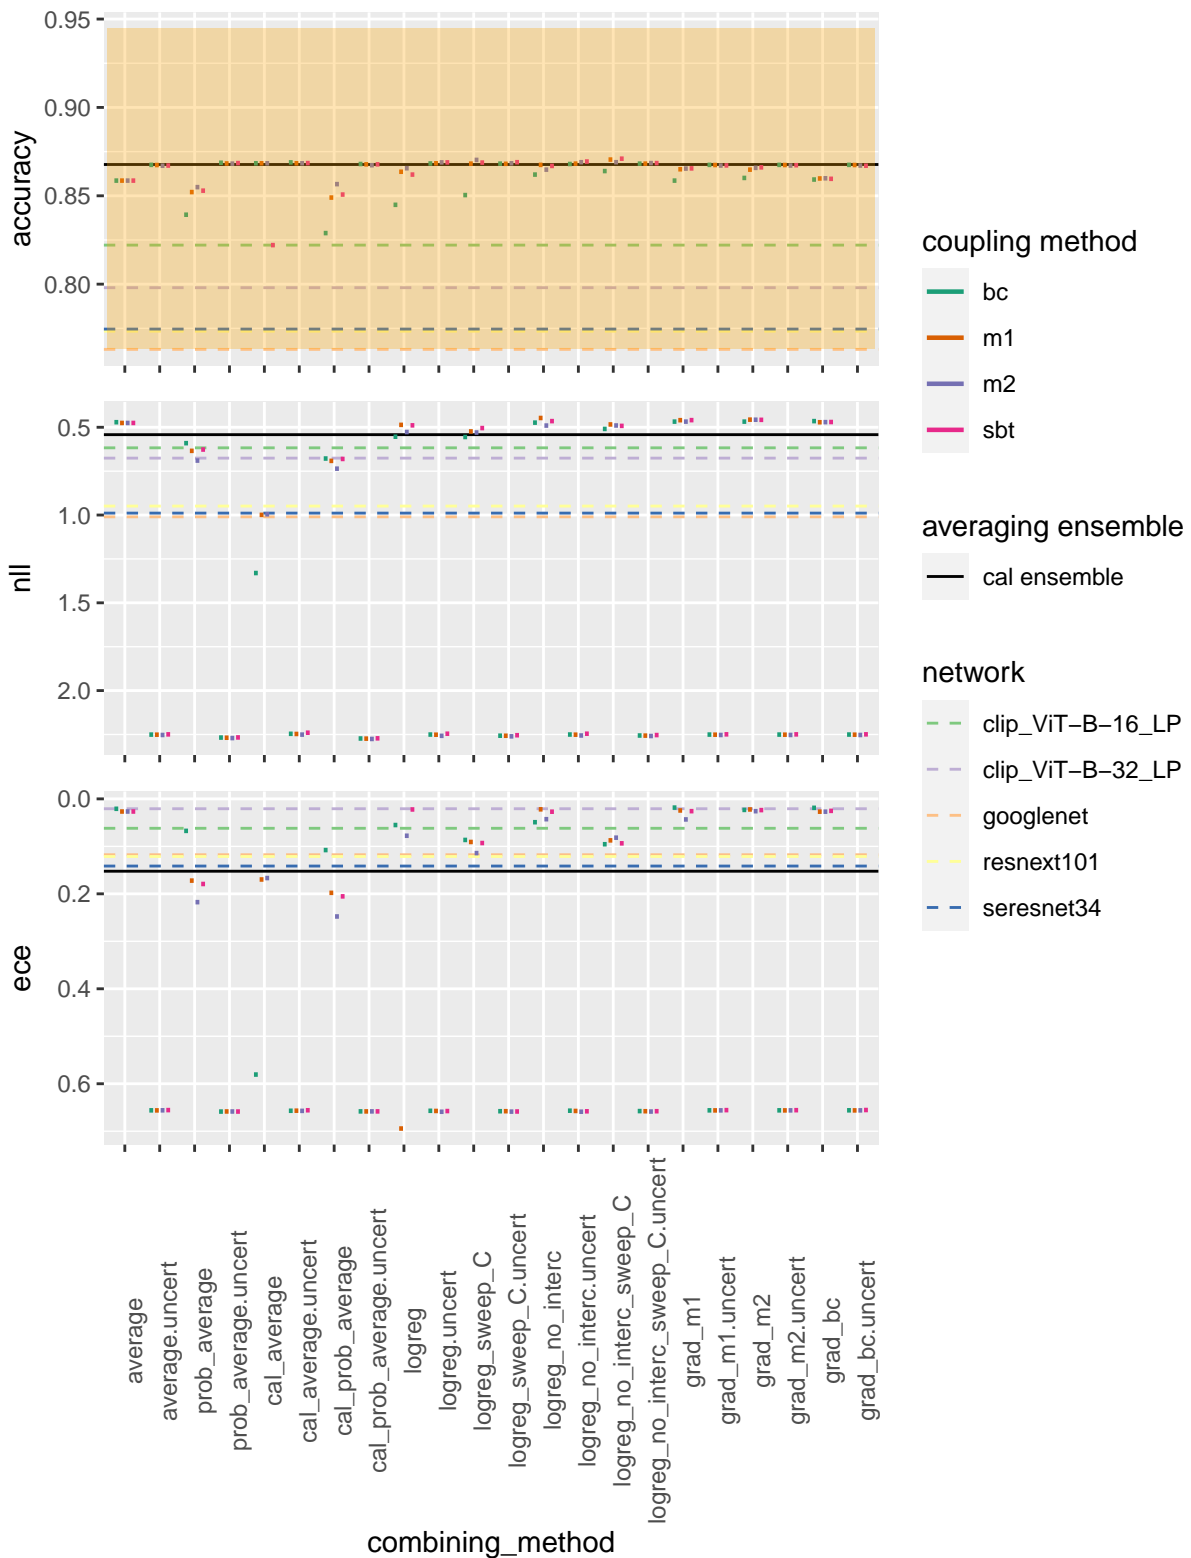 0.95
0.90
0.85
0.80
accuracy
0.5
1.0
1.5
2.0
nll
0.0
0.2
0.4
0.6
ece
average
average.uncert
prob_average
prob_average.uncert
cal_average
cal_average.uncert
cal_prob_average
cal_prob_average.uncert
logreg
logreg.uncert
logreg_sweep_C
logreg_sweep_C.uncert
logreg_no_interc
logreg_no_interc.uncert
logreg_no_interc_sweep_C
logreg_no_interc_sweep_C.uncert
grad_m1
grad_m1.uncert
grad_m2
grad_m2.uncert
grad_bc
grad_bc.uncert
combining_method
coupling method
bc
m1
m2
sbt
averaging ensemble
cal ensemble
network
clip_ViT−B−16_LP
clip_ViT−B−32_LP
googlenet
resnext101
seresnet34